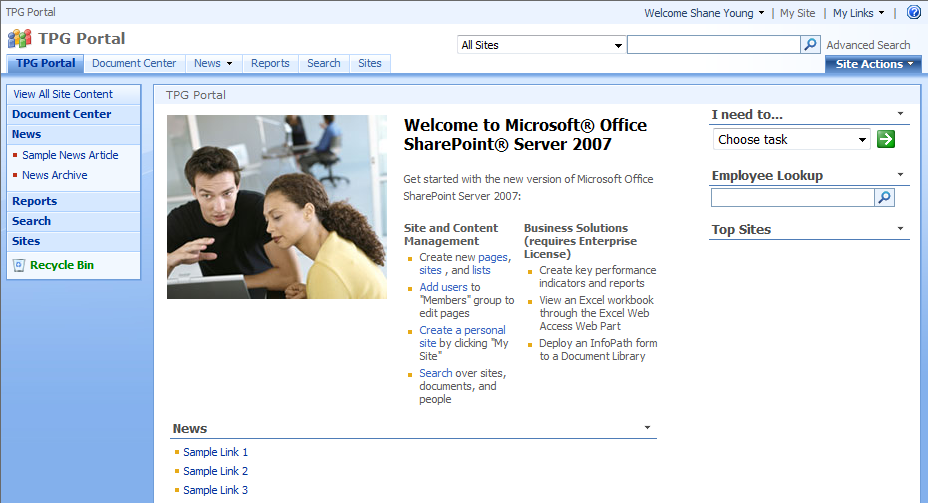 TPG Portal
Welcome Shane Young | My Site | My Links |
TPG Portal
All Sites
Advanced Search
TPG Portal
Document Center
News
Reports
Search
Sites
Site Actions
View All Site Content
Document Center
News
Sample News Article
News Archive
Reports
Search
Sites
Recycle Bin
TPG Portal
Welcome to Microsoft® Office
SharePoint® Server 2007
Get started with the new version of Microsoft Office
SharePoint Server 2007:
Site and Content
Management
Create new pages,
sites , and lists
Add users to
"Members" group to
edit pages
Create a personal
site by clicking "My
Site"
Search over sites,
documents, and
people
Business Solutions
(requires Enterprise
License)
Create key performance
indicators and reports
View an Excel workbook
through the Excel Web
Access Web Part
Deploy an InfoPath form
to a Document Library
News
Sample Link 1
Sample Link 2
Sample Link 3
I need to...
Choose task
Employee Lookup
Top Sites